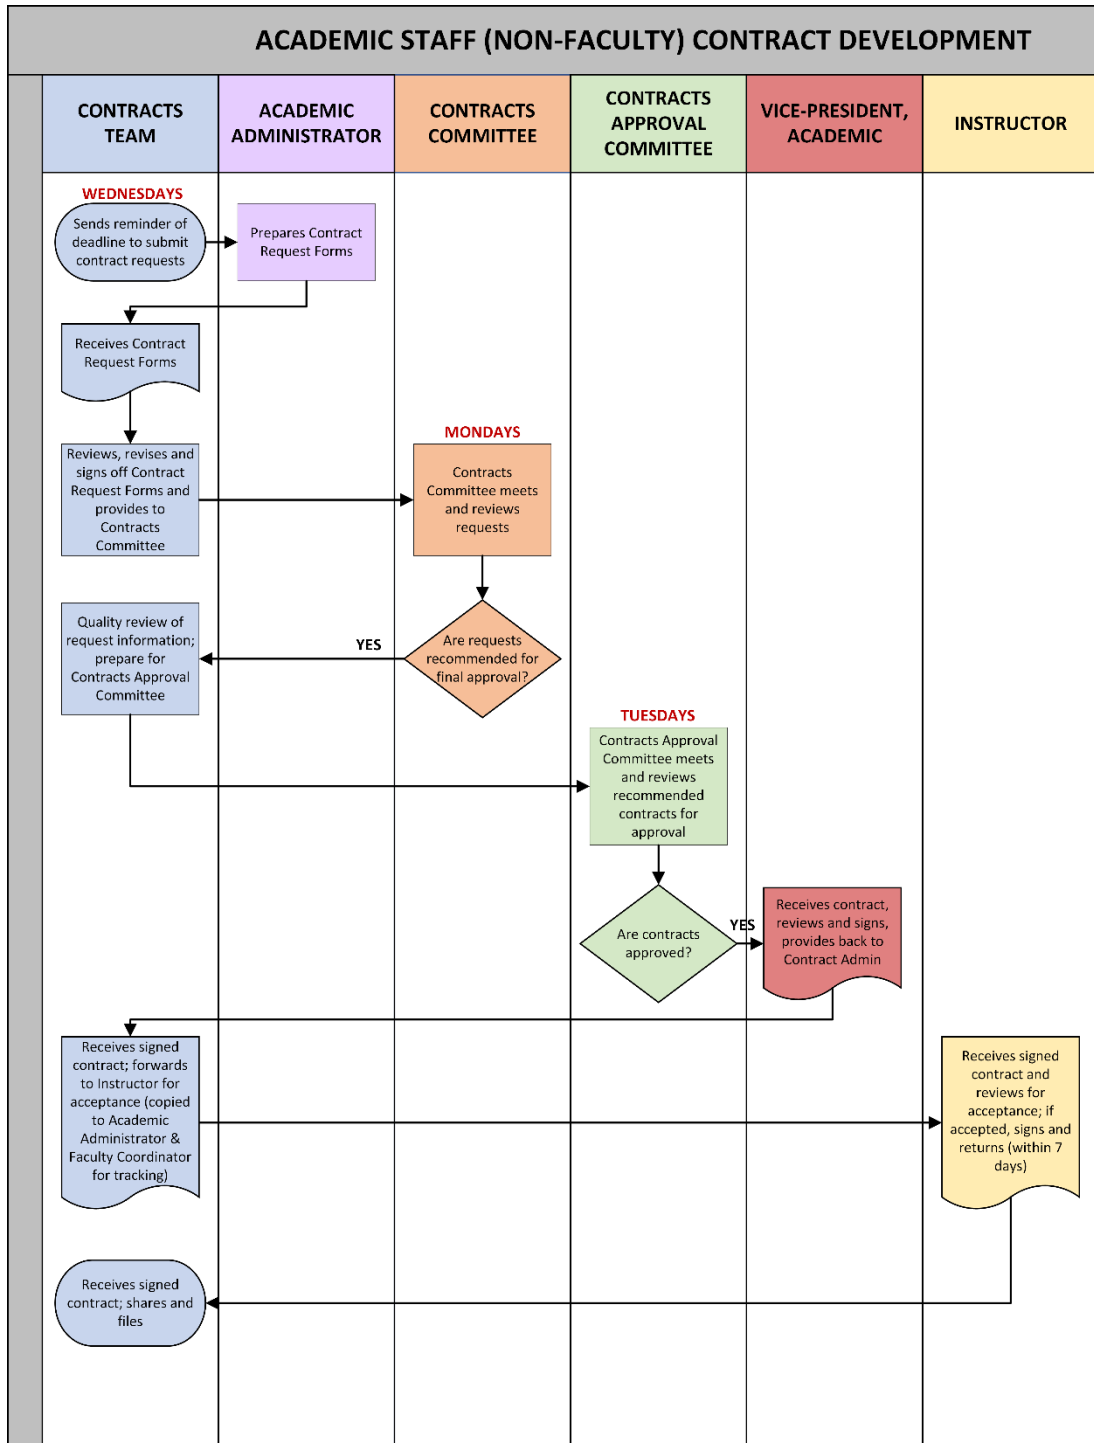 ACADEMIC STAFF (NON-FACULTY) CONTRACT DEVELOPMENT
CONTRACTS
TEAM
ACADEMIC
ADMINISTRATOR
CONTRACTS
COMMITTEE
CONTRACTS
APPROVAL
COMMITTEE
VICE-PRESIDENT,
ACADEMIC
INSTRUCTOR
WEDNESDAYS
Sends reminder of
deadline to submit
contract requests
Prepares Contract
Request Forms
Receives Contract
Request Forms
Reviews, revises and
signs off Contract
Request Forms and
provides to
Contracts
Committee
MONDAYS
Contracts
Committee meets
and reviews
requests
Are requests
recommended for
final approval?
YES
Quality review of
request information;
prepare for
Contracts Approval
Committee
TUESDAYS
Contracts Approval
Committee meets
and reviews
recommended
contracts for
approval
Are contracts
approved?
YES
Receives contract,
reviews and signs,
provides back to
Contract Admin
Receives signed
contract; forwards
to Instructor for
acceptance (copied
to Academic
Administrator &
Faculty Coordinator
for tracking)
Receives signed
contract and
reviews for
acceptance; if
accepted, signs and
returns (within 7
days)
Receives signed
contract; shares and
files